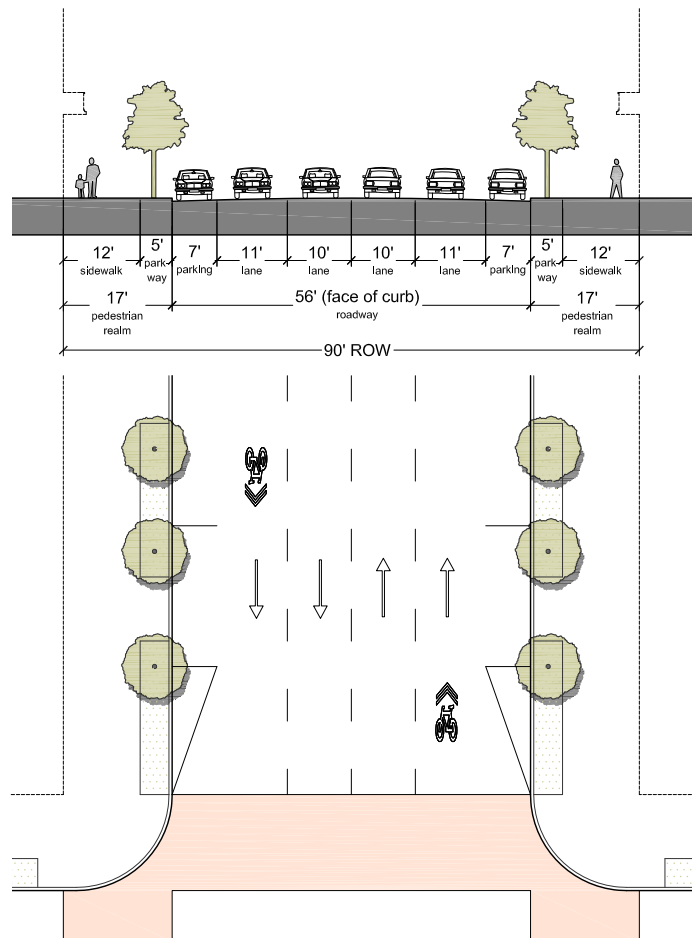 12' 5' 7' 11' 10' 10' 11' 7' 5' 12'
sidewalk park way parking lane lane lane lane parking park way sidewalk
17' 56' (face of curb) 17'
pedestrian realm roadway pedestrian realm
90' ROW